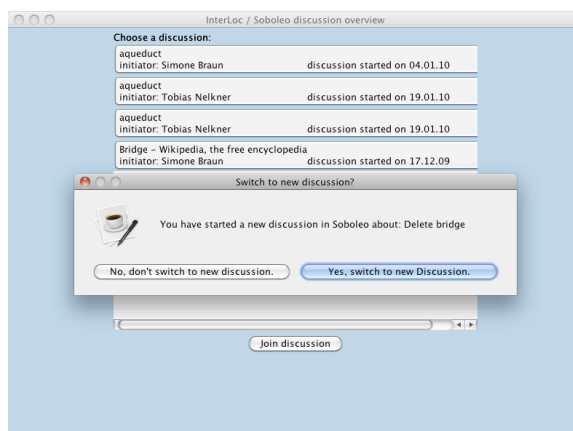 InterLoc / Soboleo discussion overview
Choose a discussion:
aqueduct
initiator: Simone Braun discussion started on 04.01.10
aqueduct
initiator: Tobias Nelkner discussion started on 19.01.10
aqueduct
initiator: Tobias Nelkner discussion started on 19.01.10
Bridge – Wikipedia, the free encyclopedia
initiator: Simone Braun discussion started on 17.12.09
Switch to new discussion?
You have started a new discussion in Soboleo about: Delete bridge
No, don't switch to new discussion. Yes, switch to new Discussion.
Join discussion